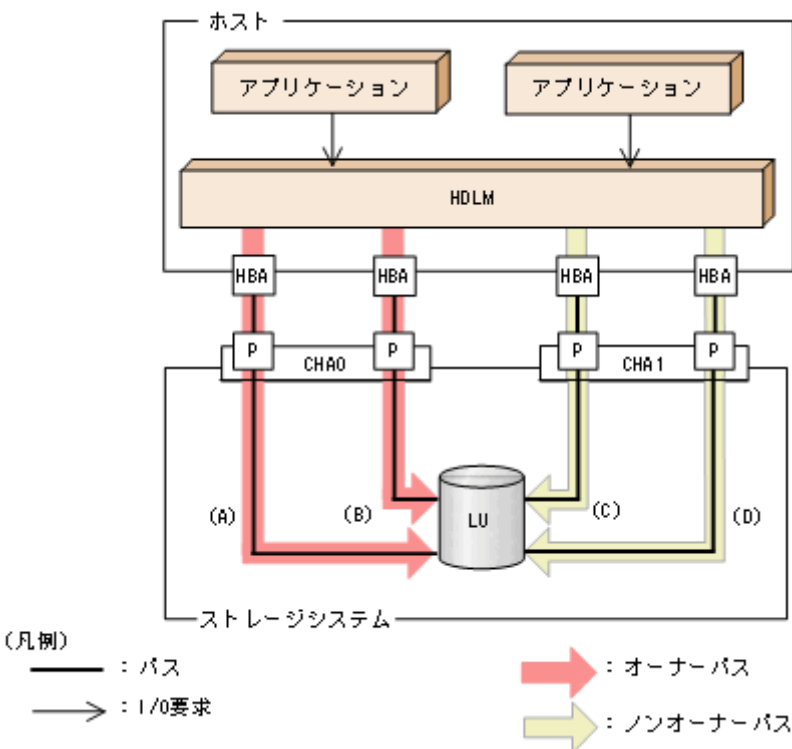 ホスト
アプリケーション
アプリケーション
HDLM
HBA
HBA
HBA
HBA
P
CHA0
P
P
CHA1
P
(A)
(B)
LU
(C)
(D)
ストレージシステム
(凡例)
：パス
：オーナーパス
：I/O要求
：ノンオーナーパス